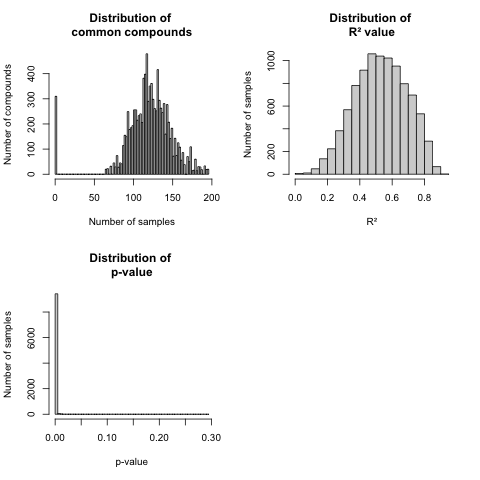 Distribution of
common compounds
Number of compounds
0
100
200
300
400
0
50
100
150
200
Number of samples
Distribution of
R² value
Number of samples
0
200
600
1000
0.0
0.2
0.4
0.6
0.8
R²
Distribution of
p-value
Number of samples
0
2000
6000
0.00
0.10
0.20
0.30
p-value